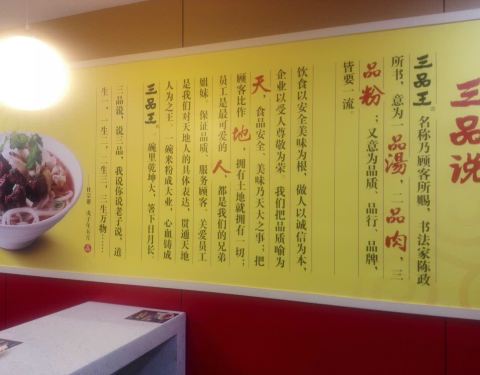 三品说
三品王 名称乃顾客所赐，书法家陈政
所书，意为一品湯，二品肉，三
品粉；又意为品质、品行、品牌，
皆要一流。
饮食以安全美味为根，做人以诚信为本，
企业以受人尊敬为荣。我们把品质喻为
天，食品安全、美味乃天大之事；把
顾客比作地，拥有土地就拥有一切；
员工是最可爱的人，都是我们的兄弟
姐妹。保证品质、服务顾客、关爱员工
是我们对天地人的具体表达，贯通天地
人为之王。一碗米粉成大业，心血铸成
三品王。碗里乾坤大，箸下日月长。
三品说，说三品，我说你说老子说，道
生一，一生二，二生三，三生万物……